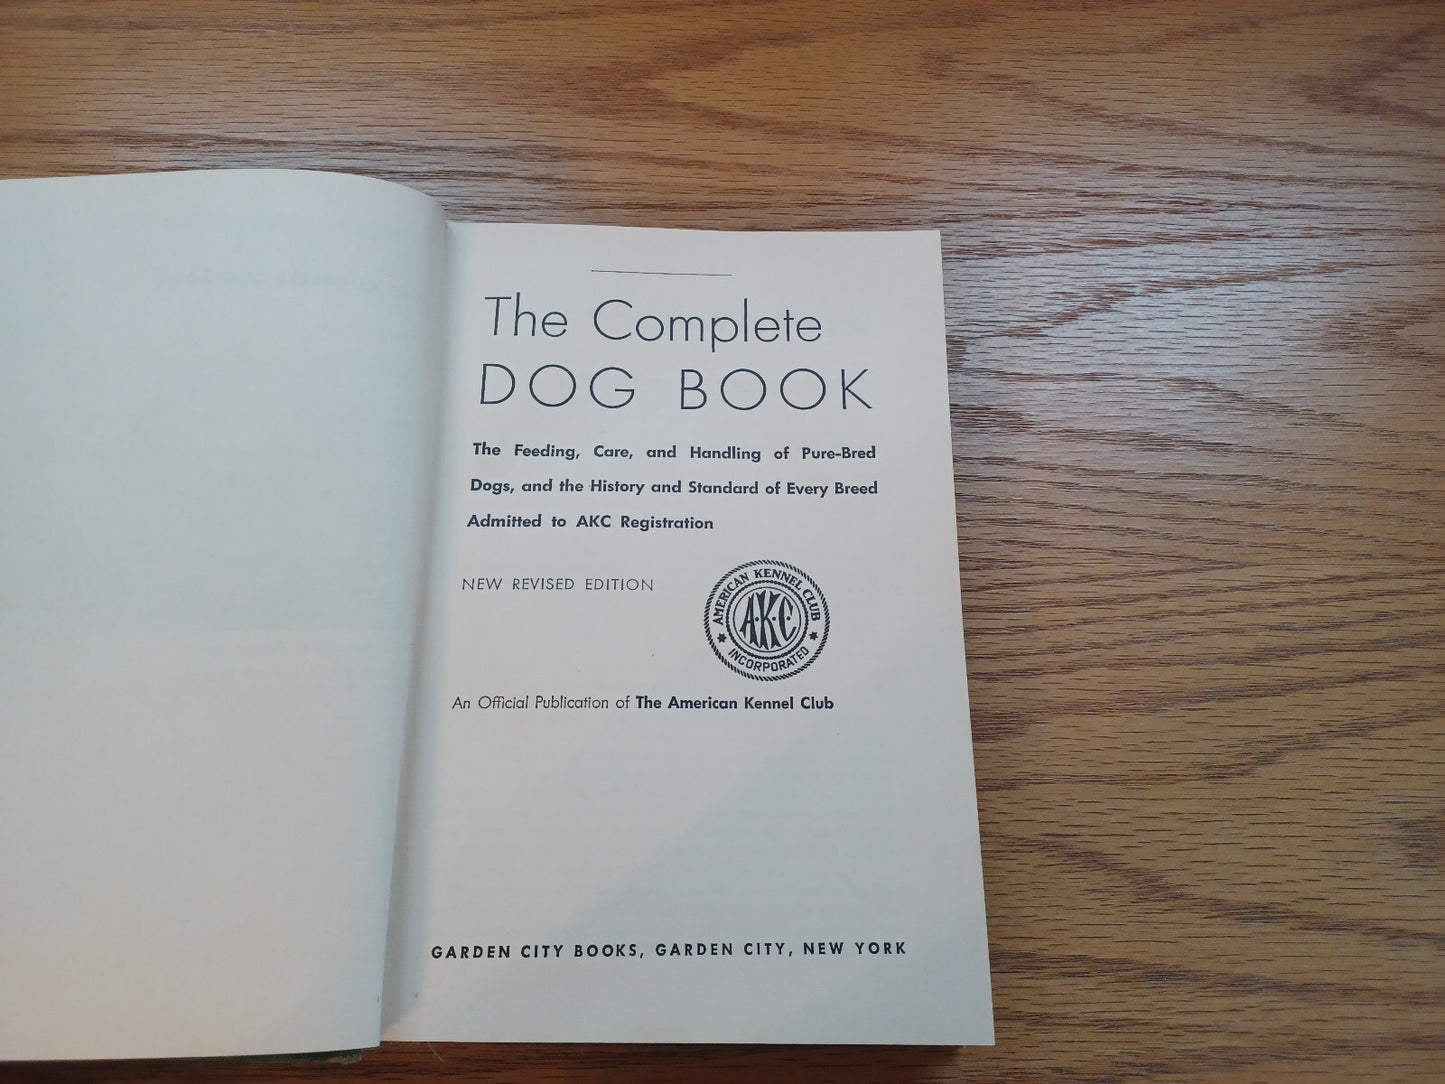 The Complete
DOG BOOK
The Feeding, Care, and Handling of Pure-Bred
Dogs, and the History and Standard of Every Breed
Admitted to AKC Registration
NEW REVISED EDITION
AMERICAN KENNEL CLUB
A·K·C
INCORPORATED
An Official Publication of The American Kennel Club
GARDEN CITY BOOKS, GARDEN CITY, NEW YORK